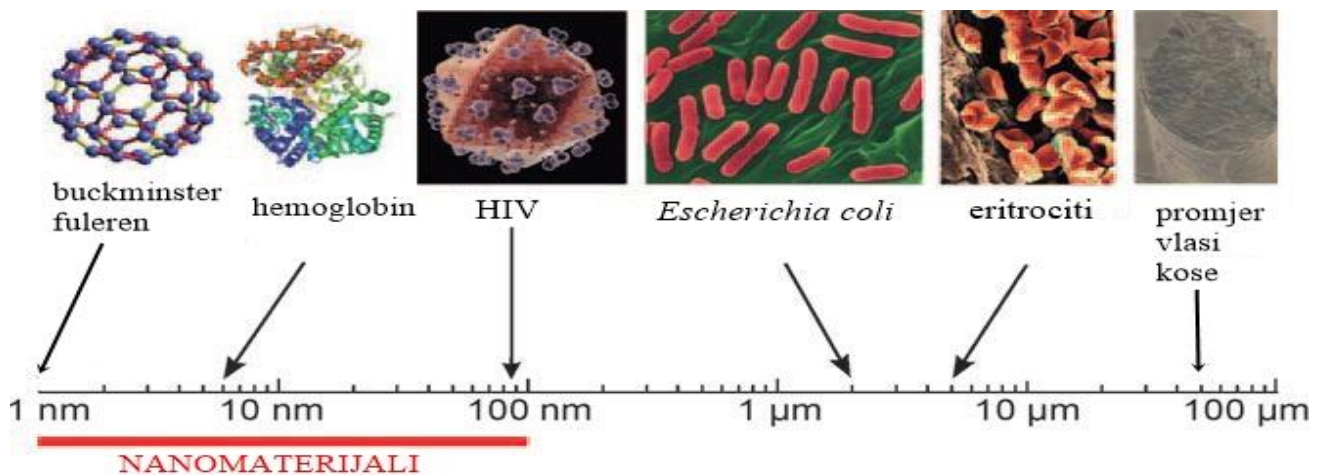 buckminster
fuleren
hemoglobin
HIV
Escherichia coli
eritrociti
promjer
vlasi
kose
1 nm
10 nm
100 nm
1 µm
10 µm
100 µm
NANOMATERIJALI